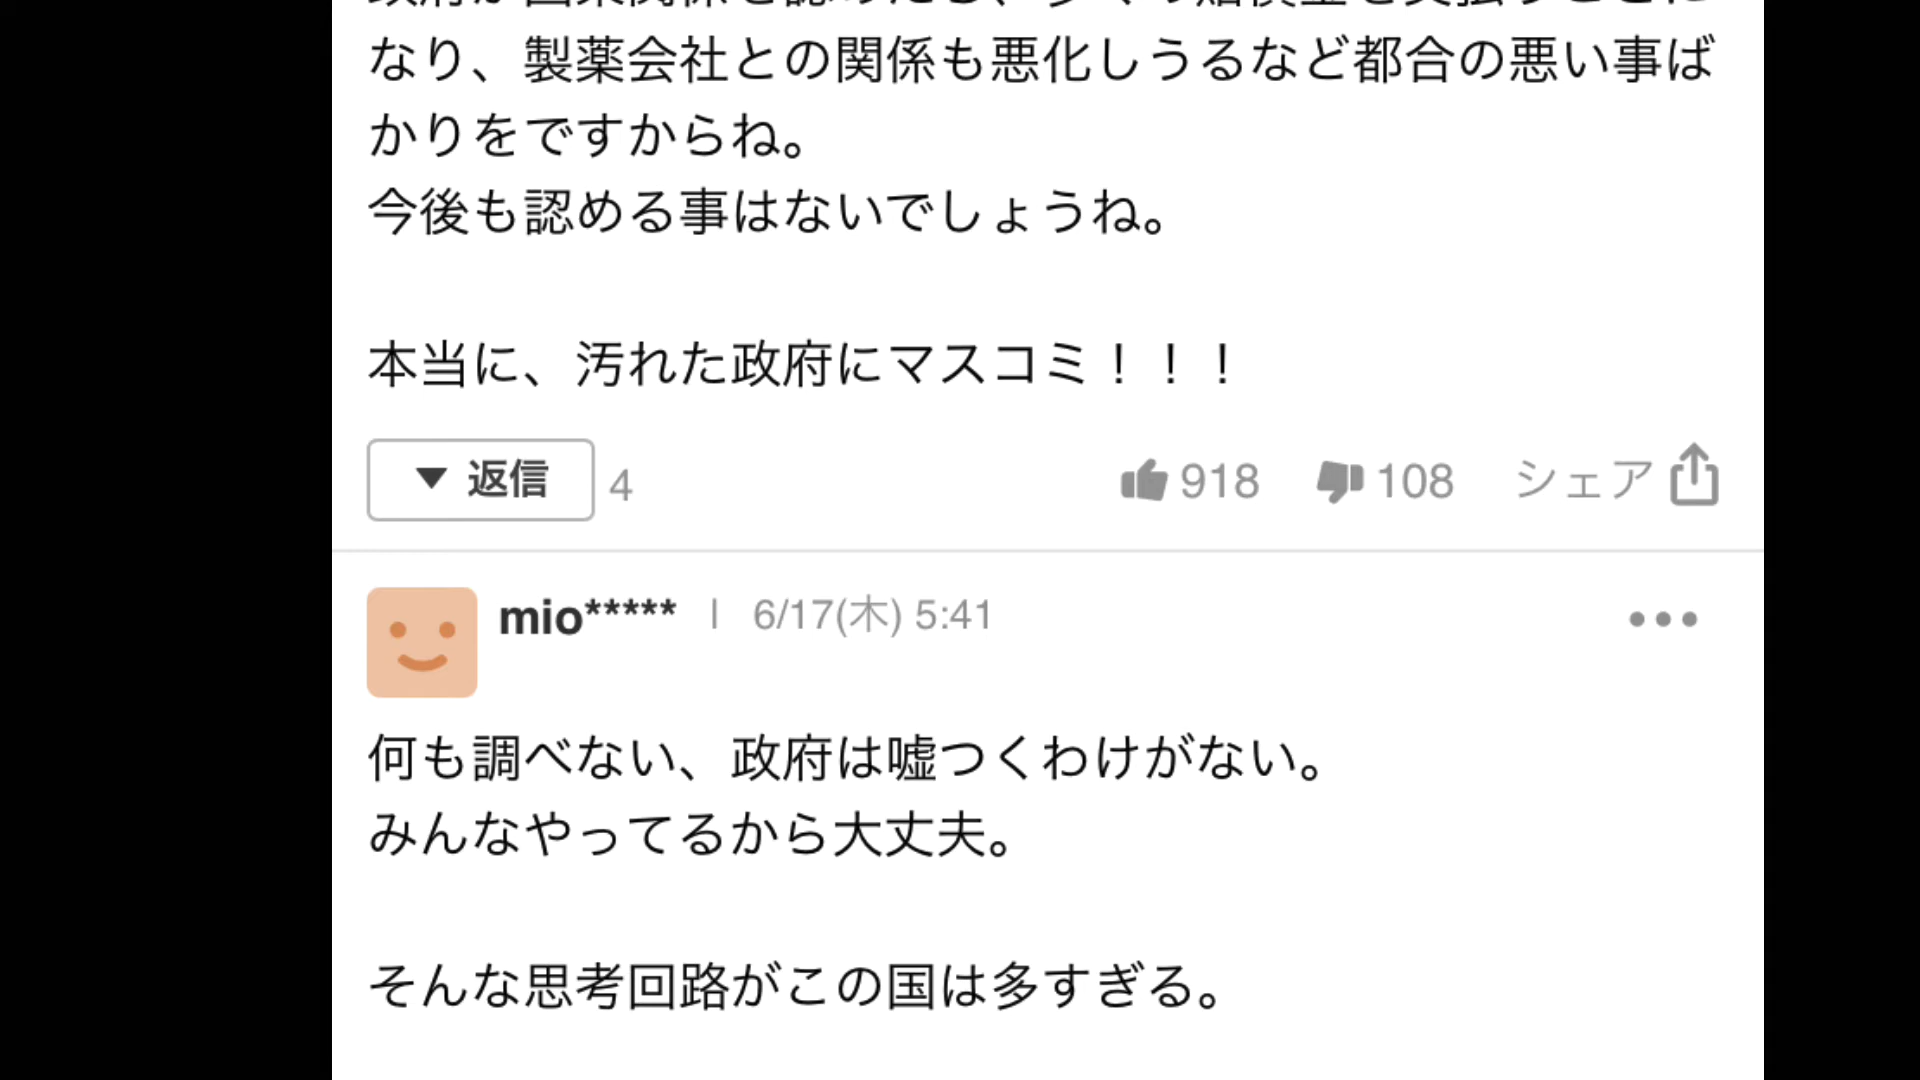 なり、製薬会社との関係も悪化しうるなど都合の悪い事ば
かりをですからね。
今後も認める事はないでしょうね。
本当に、汚れた政府にマスコミ！！！
▼ 返信 4 918 108 シェア
mio***** | 6/17(木) 5:41
何も調べない、政府は嘘つくわけがない。
みんなやってるから大丈夫。
そんな思考回路がこの国は多すぎる。